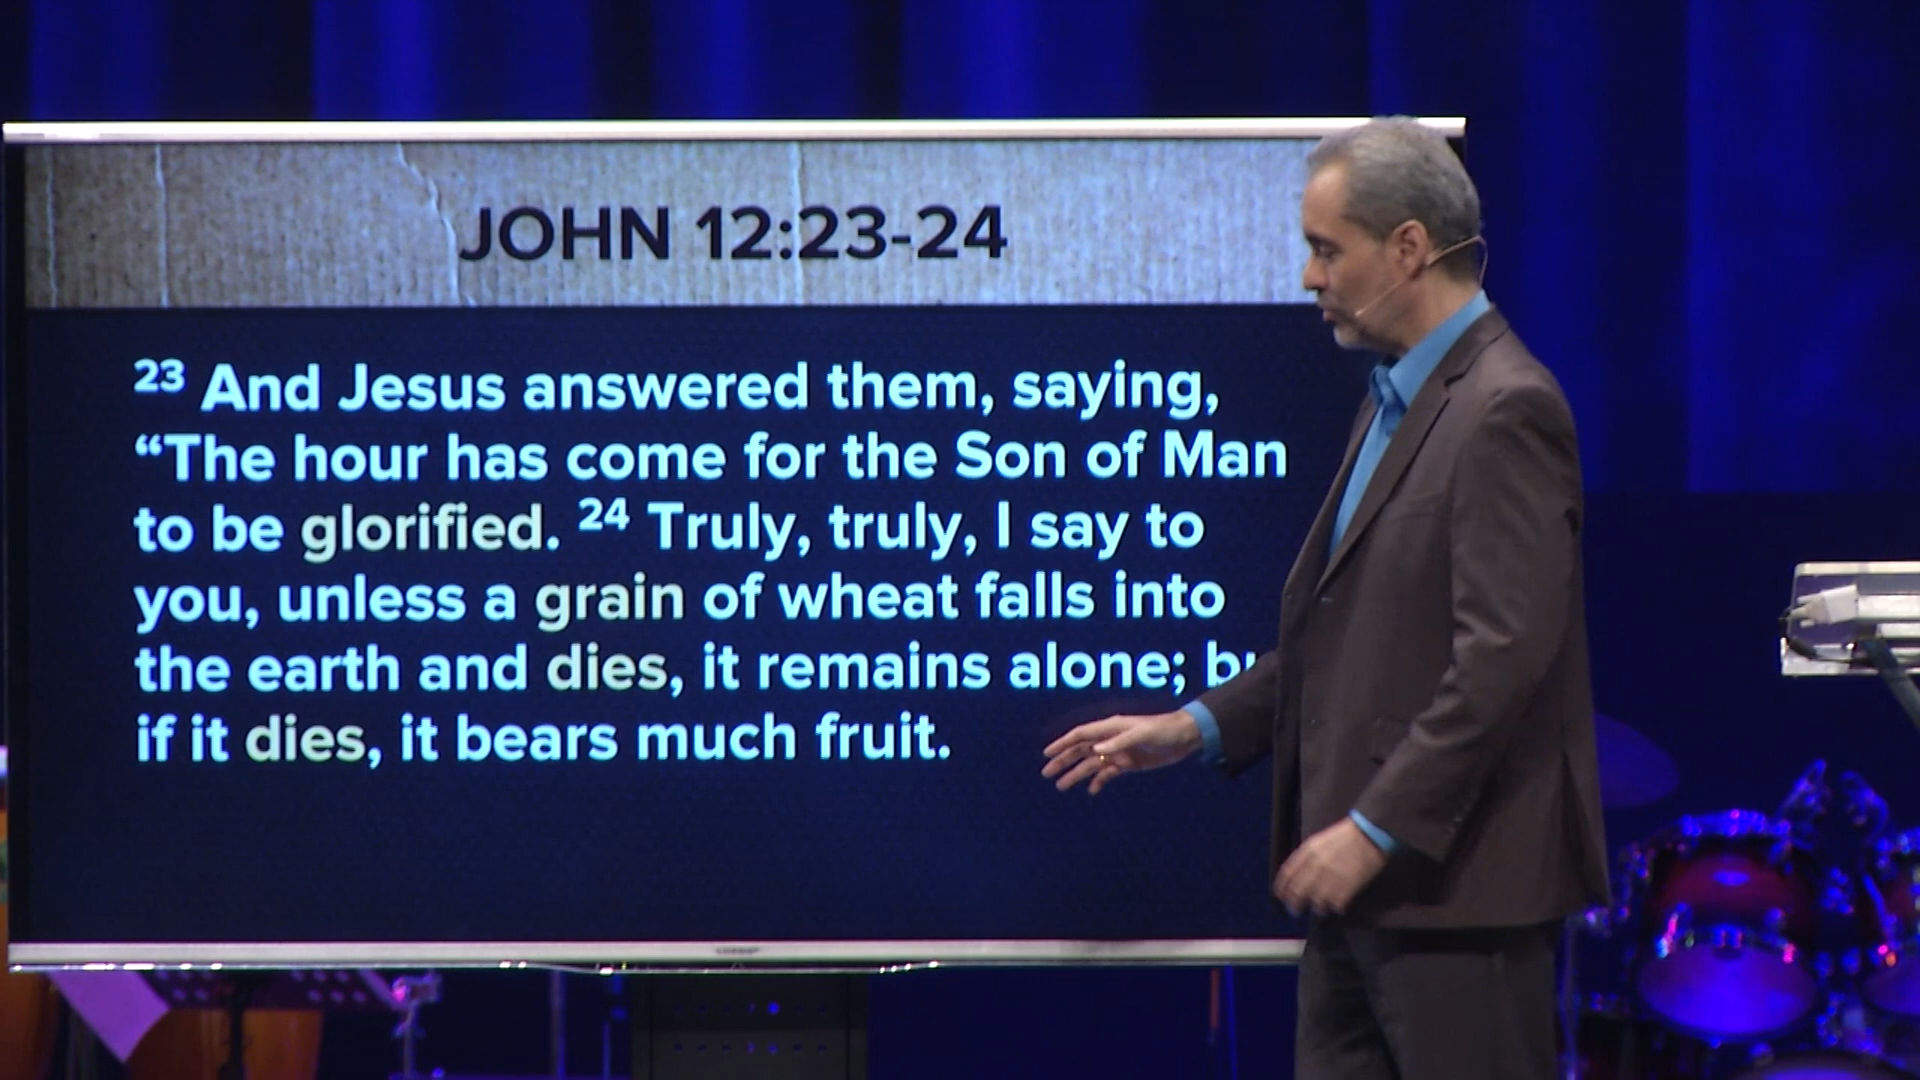 JOHN 12:23-24
23 And Jesus answered them, saying,
“The hour has come for the Son of Man
to be glorified. 24 Truly, truly, I say to
you, unless a grain of wheat falls into
the earth and dies, it remains alone;
if it dies, it bears much fruit.